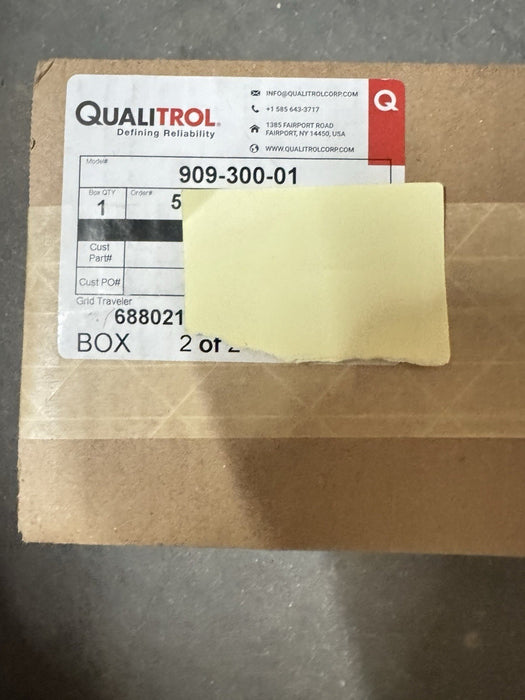 QUALITROL
Defining Reliability
INFO@QUALITROLCORP.COM
+1 585 643-3717
1385 FAIRPORT ROAD
FAIRPORT, NY 14450, USA
WWW.QUALITROLCORP.COM
Q
Model#
909-300-01
Box QTY
1
Order#
5
Cust
Part#
Cust PO#
Grid Traveler
688021
BOX 2 of